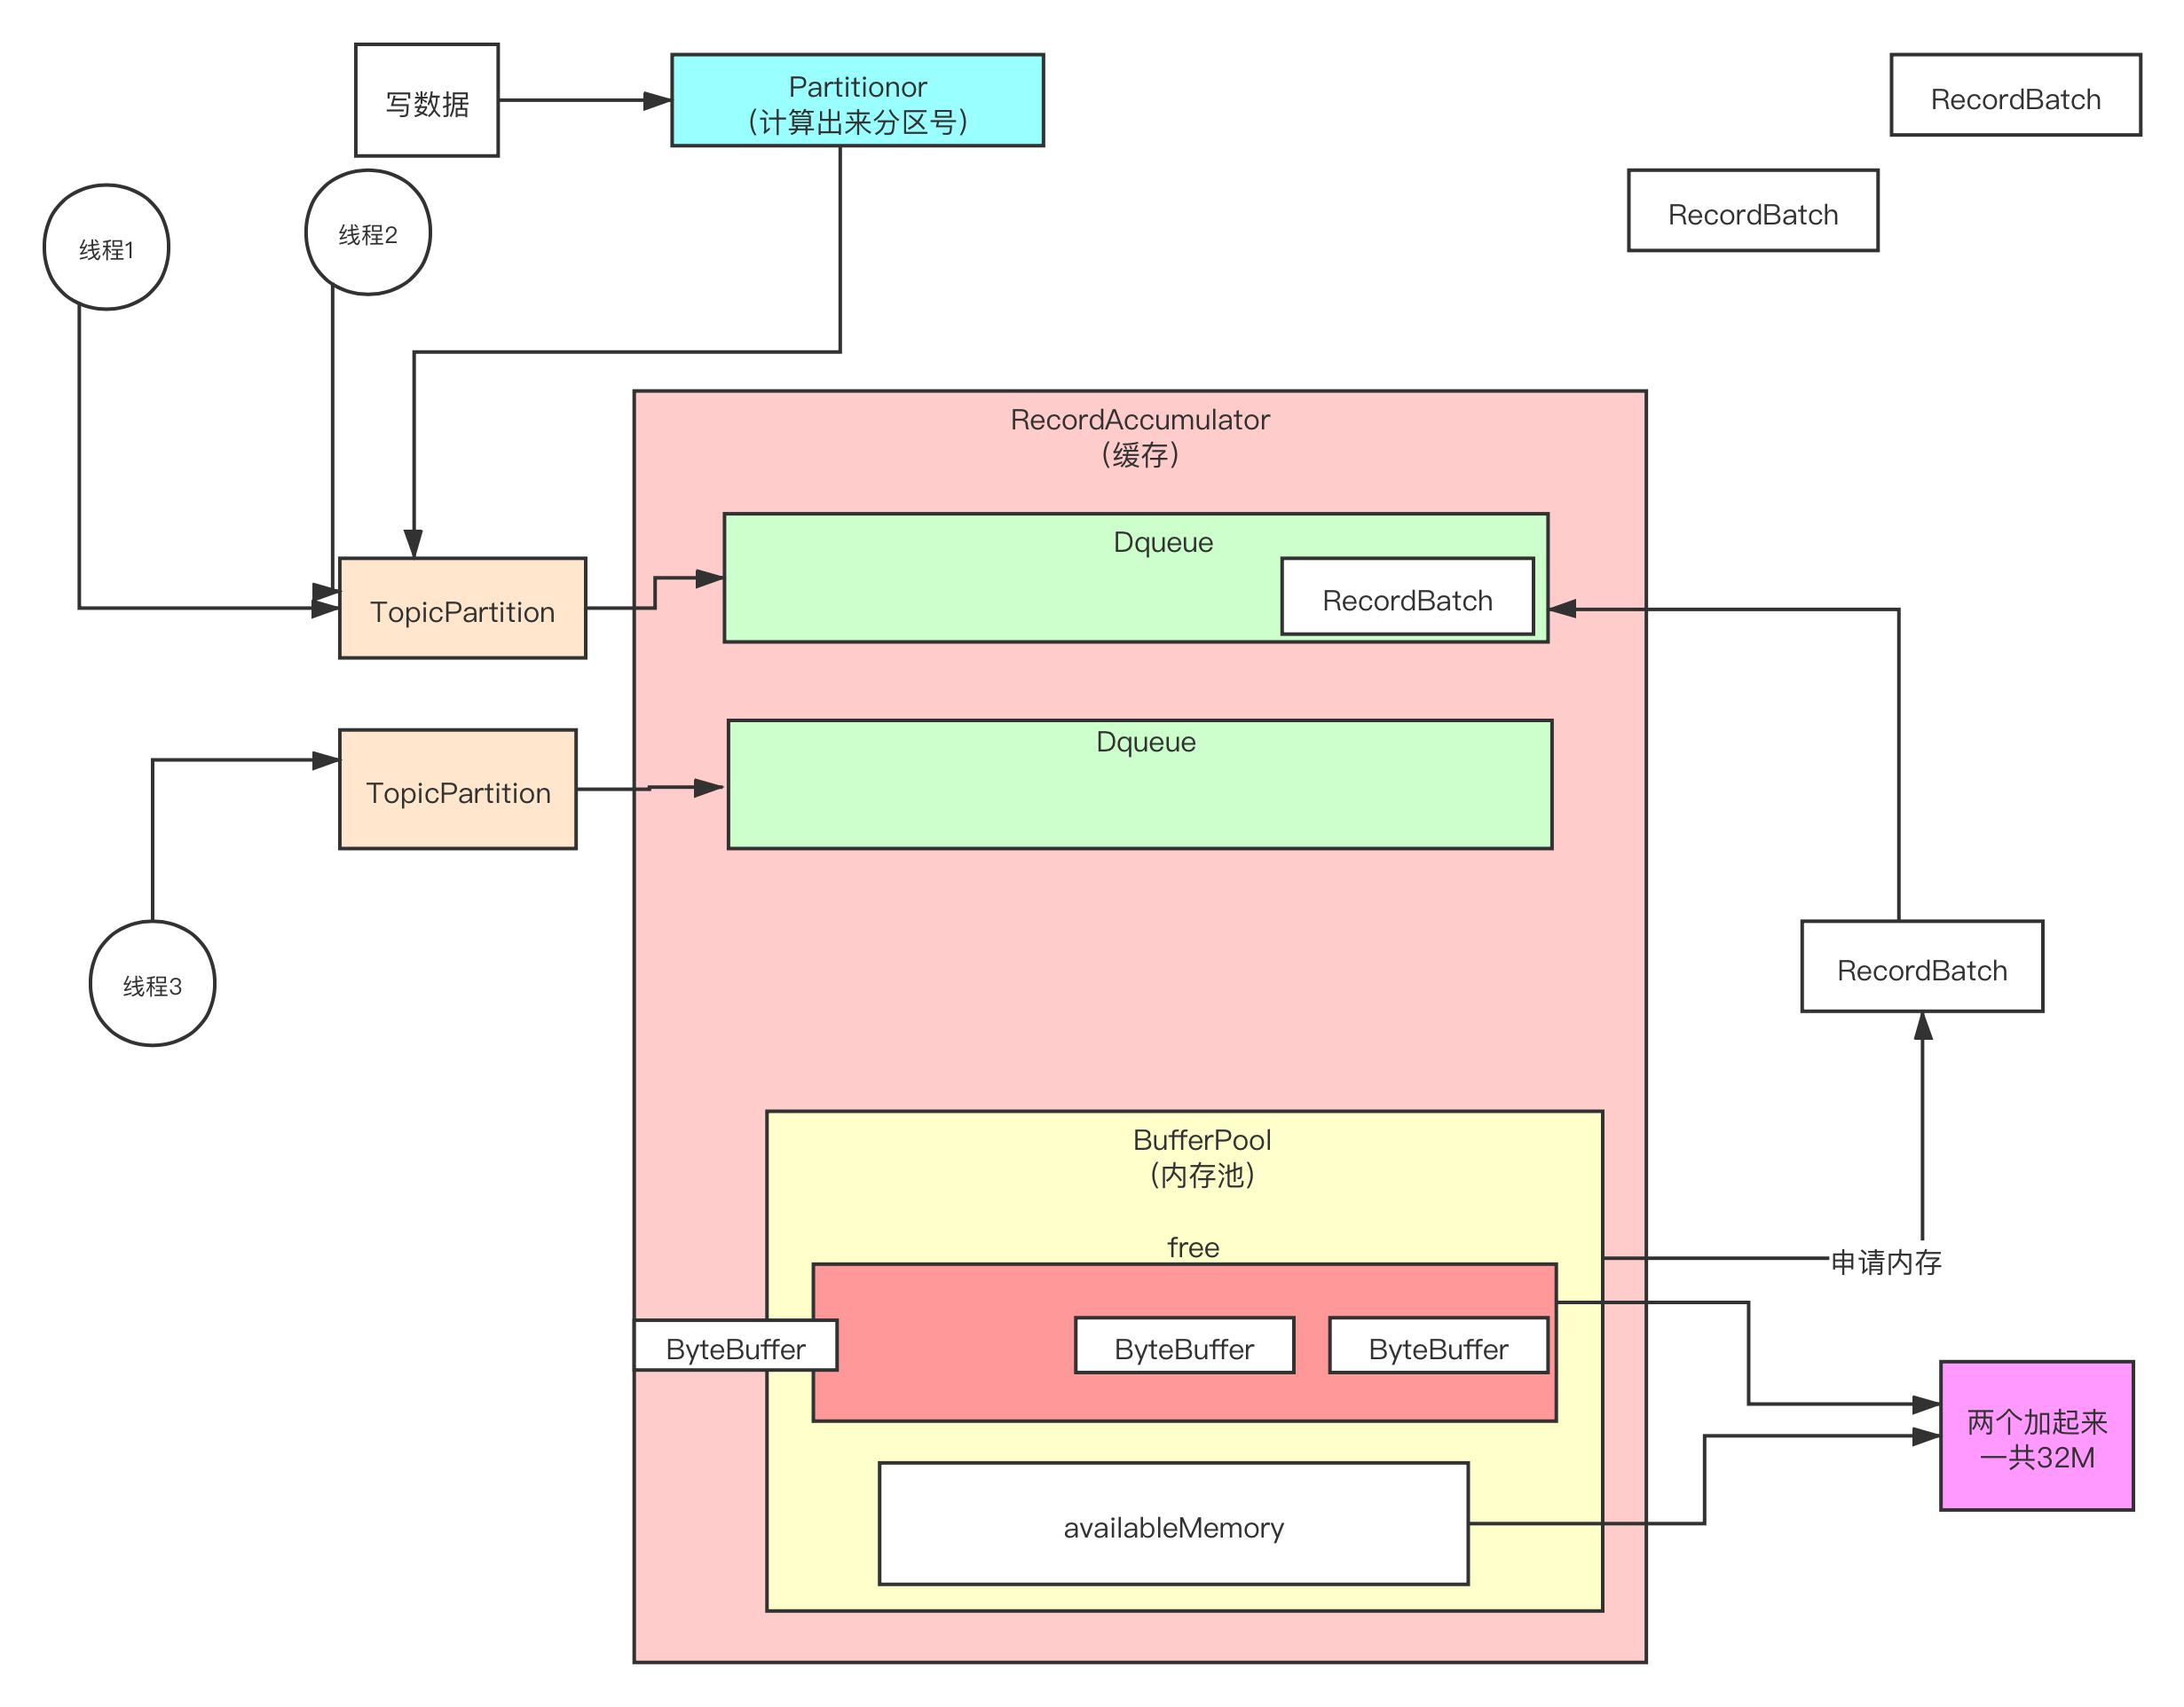 写数据
Partitionor
(计算出来分区号)
RecordBatch
RecordBatch
线程1
线程2
RecordAccumulator
(缓存)
Dqueue
RecordBatch
TopicPartition
Dqueue
TopicPartition
线程3
RecordBatch
BufferPool
(内存池)
free
申请内存
ByteBuffer
ByteBuffer
ByteBuffer
两个加起来
一共32M
availableMemory